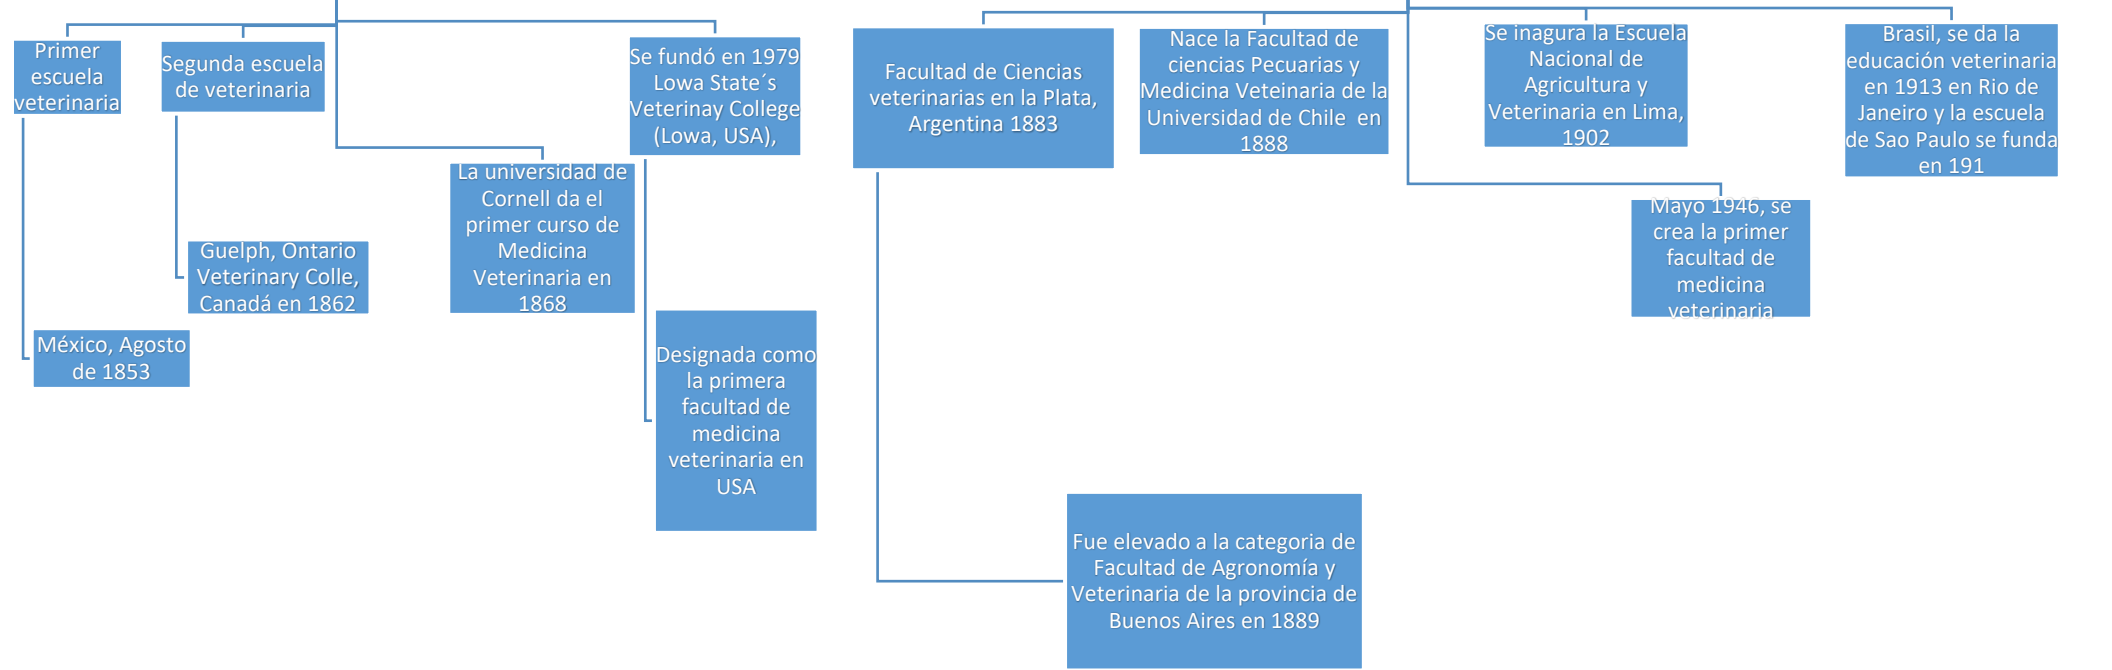 Primer
escuela
veterinaria
Segunda escuela
de veterinaria
Se fundó en 1979
Lowa State´s
Veterinay College
(Lowa, USA),
Facultad de Ciencias
veterinarias en la Plata,
Argentina 1883
Nace la Facultad de
ciencias Pecuarias y
Medicina Veteinaria de la
Universidad de Chile en
1888
Se inagura la Escuela
Nacional de
Agricultura y
Veterinaria en Lima,
1902
Brasil, se da la
educación veterinaria
en 1913 en Rio de
Janeiro y la escuela
de Sao Paulo se funda
en 191
La universidad de
Cornell da el
primer curso de
Medicina
Veterinaria en
1868
Mayo 1946, se
crea la primer
facultad de
medicina
veterinaria
Guelph, Ontario
Veterinary Colle,
Canadá en 1862
México, Agosto
de 1853
Designada como
la primera
facultad de
medicina
veterinaria en
USA
Fue elevado a la categoria de
Facultad de Agronomía y
Veterinaria de la provincia de
Buenos Aires en 1889